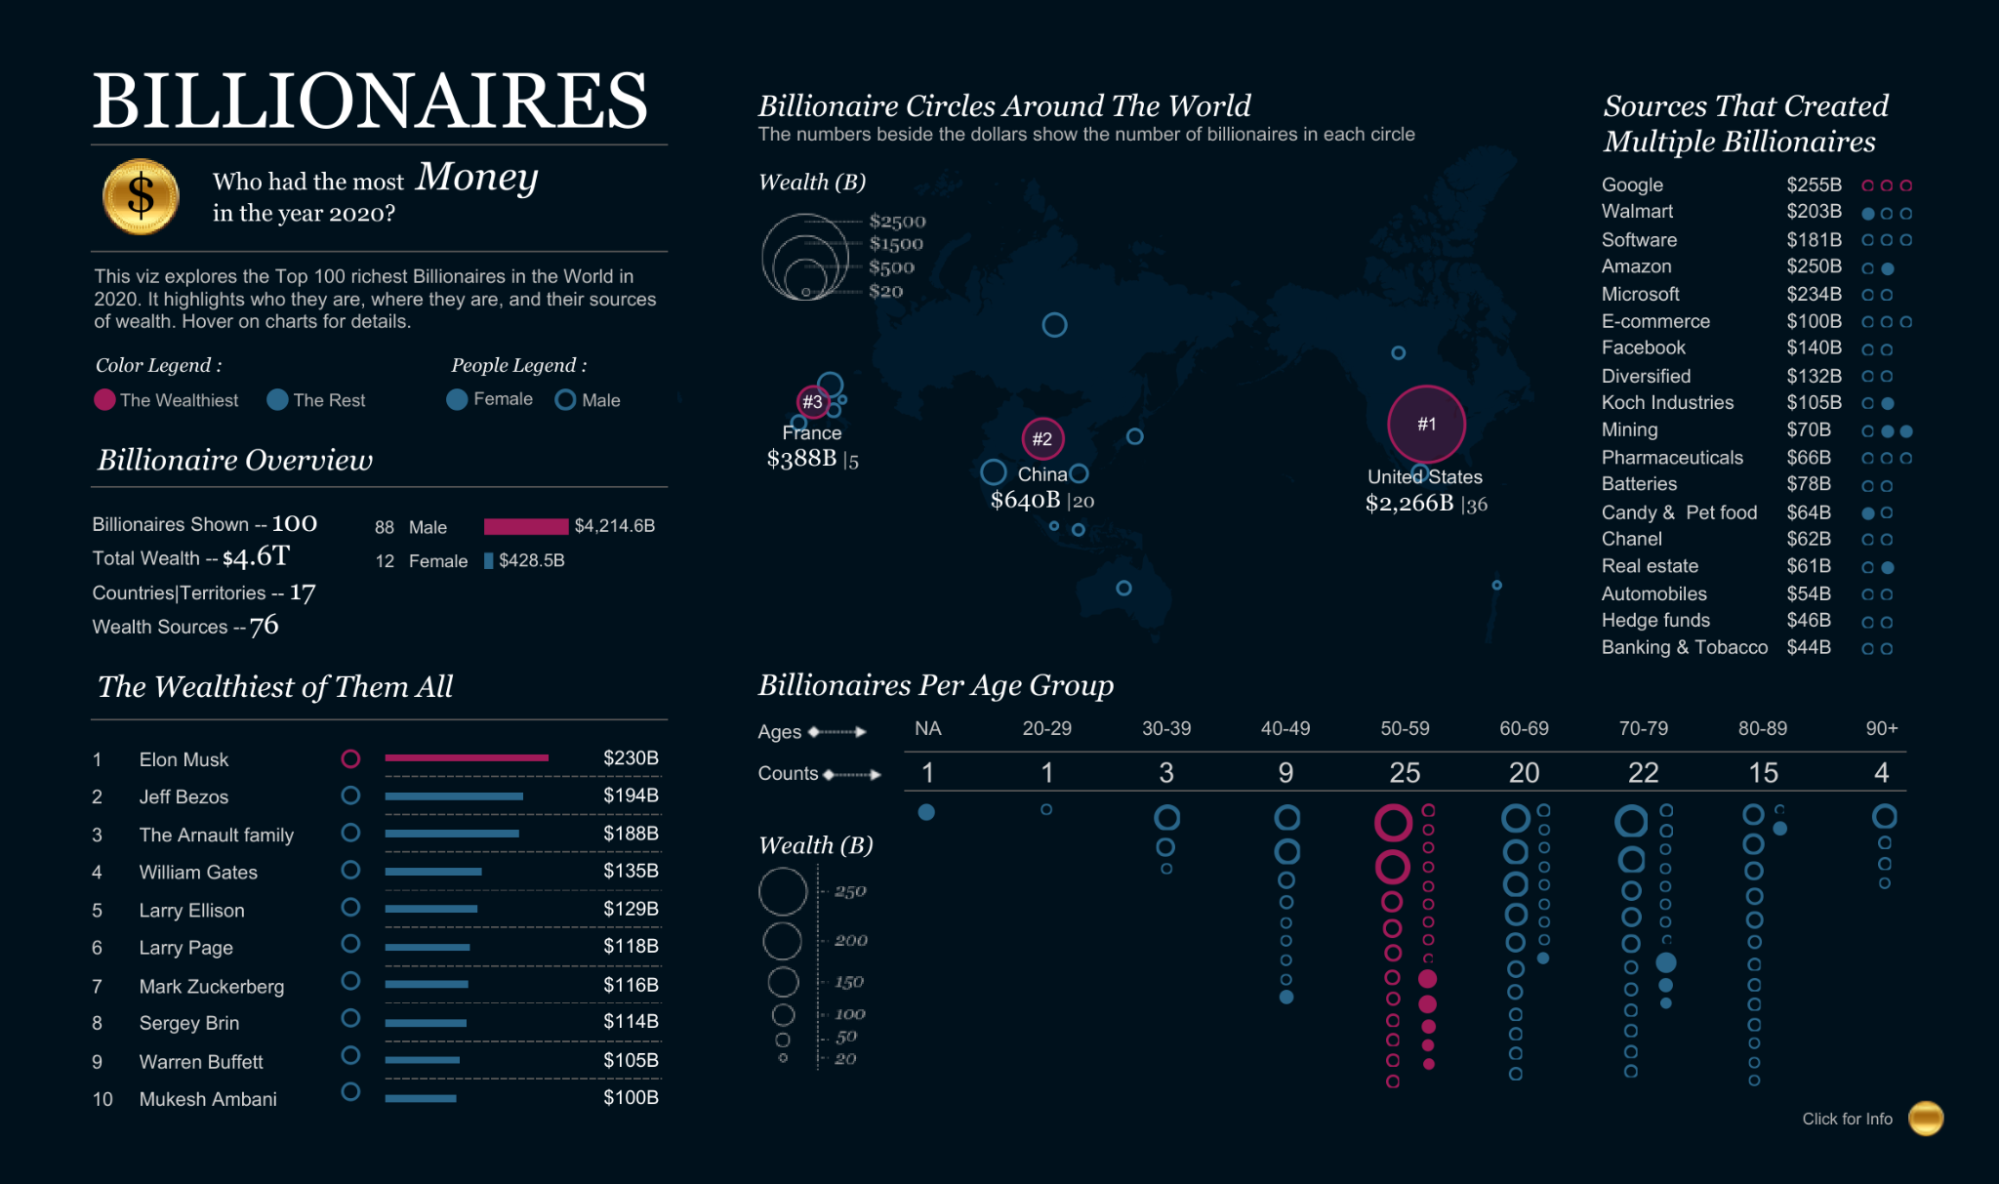 BILLIONAIRES
$
Who had the most Money
in the year 2020?
This viz explores the Top 100 richest Billionaires in the World in
2020. It highlights who they are, where they are, and their sources
of wealth. Hover on charts for details.
Color Legend :
The Wealthiest
The Rest
People Legend :
Female
Male
Billionaire Overview
Billionaires Shown -- 100
Total Wealth -- $4.6T
Countries|Territories -- 17
Wealth Sources -- 76
88 Male $4,214.6B
12 Female $428.5B
The Wealthiest of Them All
1 Elon Musk $230B
2 Jeff Bezos $194B
3 The Arnault family $188B
4 William Gates $135B
5 Larry Ellison $129B
6 Larry Page $118B
7 Mark Zuckerberg $116B
8 Sergey Brin $114B
9 Warren Buffett $105B
10 Mukesh Ambani $100B
Billionaire Circles Around The World
The numbers beside the dollars show the number of billionaires in each circle
Wealth (B)
$2500
$1500
$500
$20
#3
France
$388B |5
#2
China
$640B |20
#1
United States
$2,266B |36
Sources That Created
Multiple Billionaires
Google $255B
Walmart $203B
Software $181B
Amazon $250B
Microsoft $234B
E-commerce $100B
Facebook $140B
Diversified $132B
Koch Industries $105B
Mining $70B
Pharmaceuticals $66B
Batteries $78B
Candy & Pet food $64B
Chanel $62B
Real estate $61B
Automobiles $54B
Hedge funds $46B
Banking & Tobacco $44B
Billionaires Per Age Group
Ages NA 20-29 30-39 40-49 50-59 60-69 70-79 80-89 90+
Counts 1 1 3 9 25 20 22 15 4
Wealth (B)
250
200
150
100
50
20
Click for Info